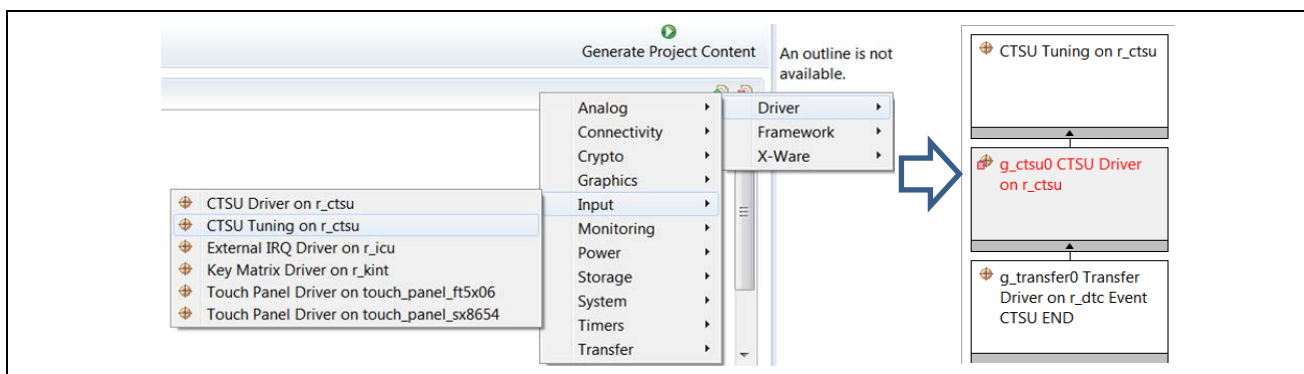 Generate Project Content
An outline is not
available.
Analog
Connectivity
Crypto
Graphics
Input
Monitoring
Power
Storage
System
Timers
Transfer
Driver
Framework
X-Ware
CTSU Driver on r_ctsu
CTSU Tuning on r_ctsu
External IRQ Driver on r_icu
Key Matrix Driver on r_kint
Touch Panel Driver on touch_panel_ft5x06
Touch Panel Driver on touch_panel_sx8654
CTSU Tuning on r_ctsu
g_ctsu0 CTSU Driver
on r_ctsu
g_transfer0 Transfer
Driver on r_dtc Event
CTSU END